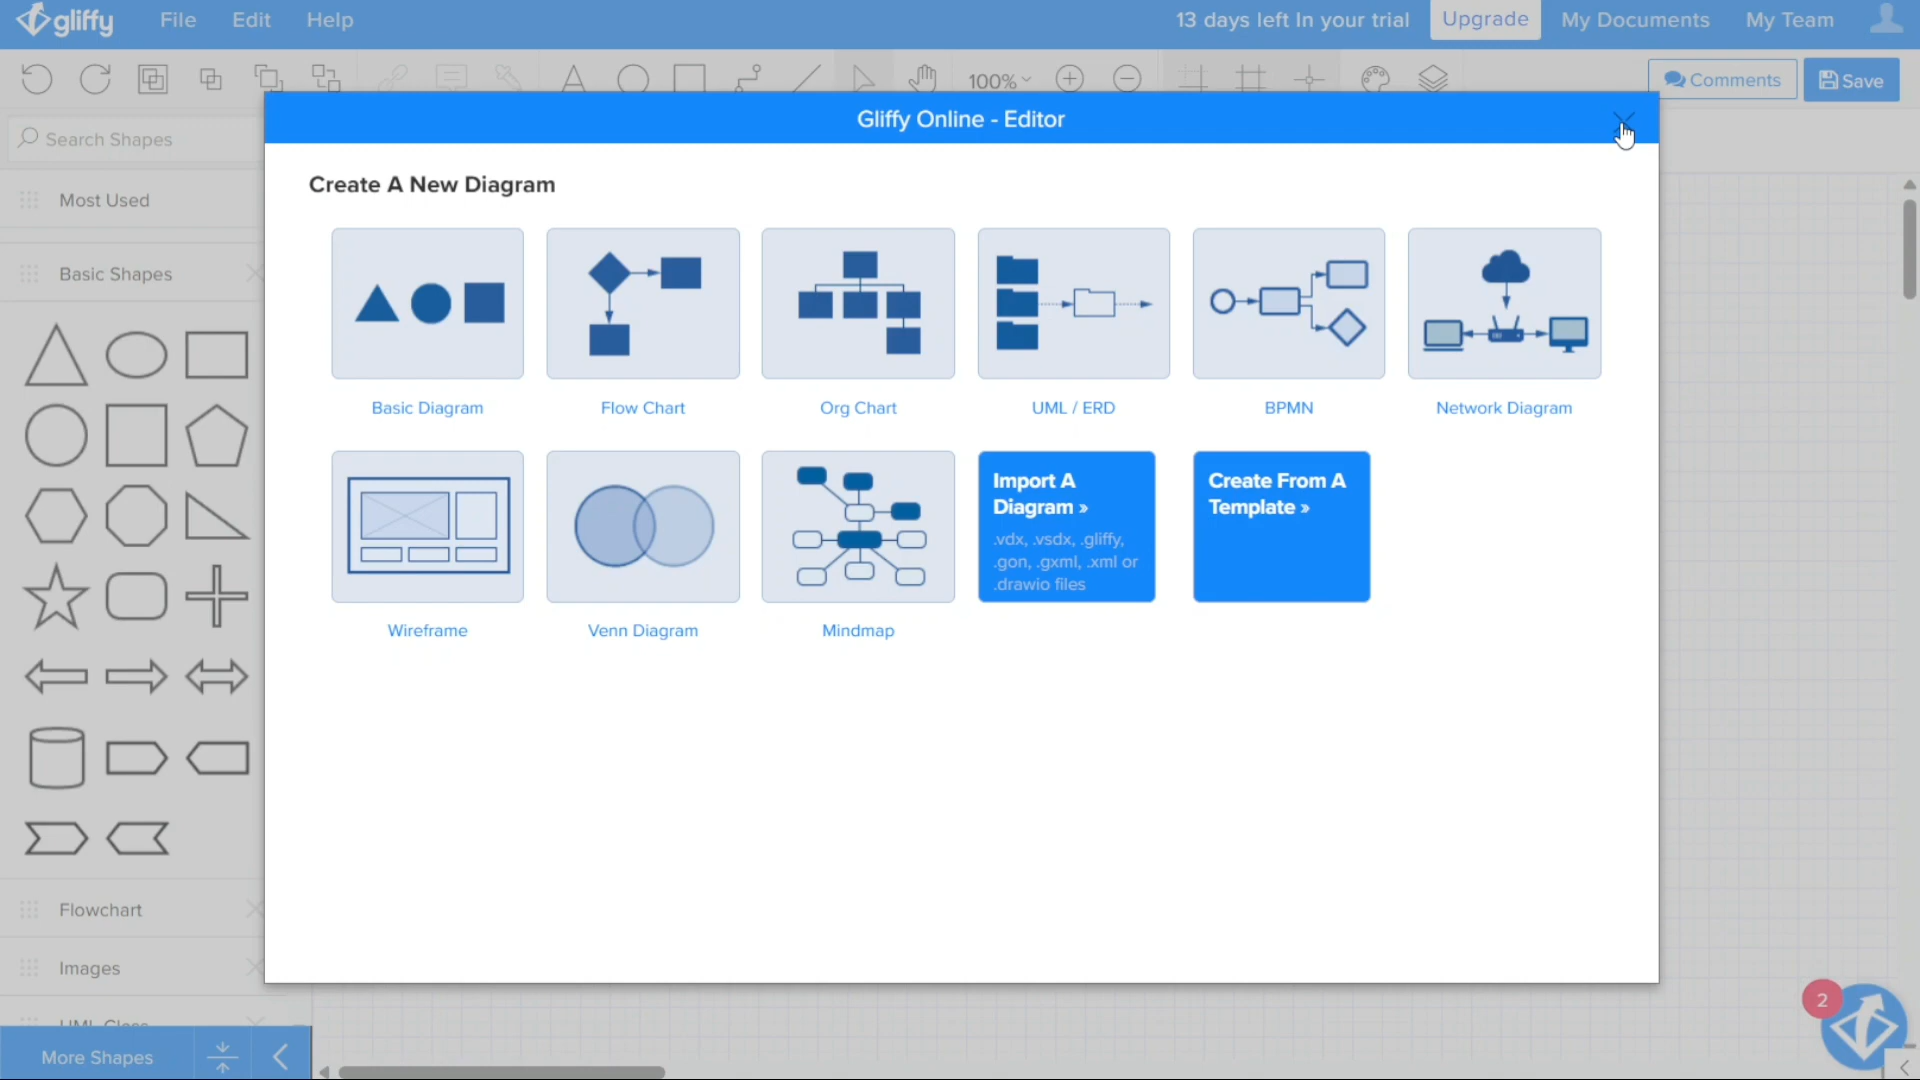 gliffy File Edit Help 13 days left In your trial Upgrade My Documents My Team
100% Comments Save
Gliffy Online - Editor
Search Shapes
Create A New Diagram
Most Used
Basic Shapes
Basic Diagram Flow Chart Org Chart UML / ERD BPMN Network Diagram
Import A
Diagram »
.vdx, .vsdx, .gliffy,
.gon, .gxml, .xml or
.drawio files
Create From A
Template »
Wireframe Venn Diagram Mindmap
Flowchart
Images
UML Class
More Shapes
2